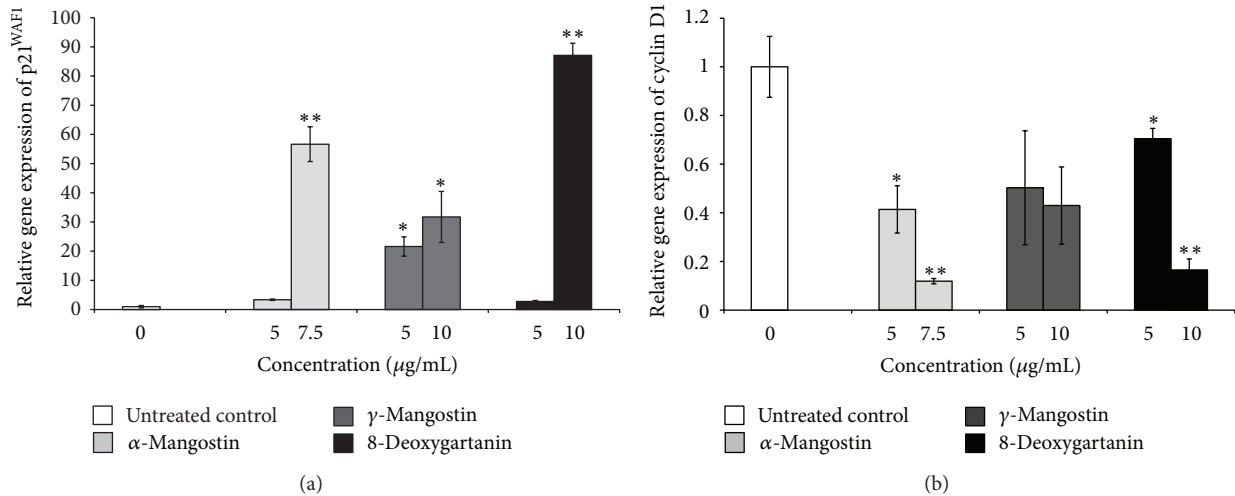 Relative gene expression of p21^WAF1
100
90
80
70
60
50
40
30
20
10
0
**
*
*
**
0 5 7.5 5 10 5 10
Concentration (μg/mL)
Untreated control
α-Mangostin
γ-Mangostin
8-Deoxygartanin
(a)
Relative gene expression of cyclin D1
1.2
1
0.8
0.6
0.4
0.2
0
*
**
*
**
0 5 7.5 5 10 5 10
Concentration (μg/mL)
Untreated control
α-Mangostin
γ-Mangostin
8-Deoxygartanin
(b)